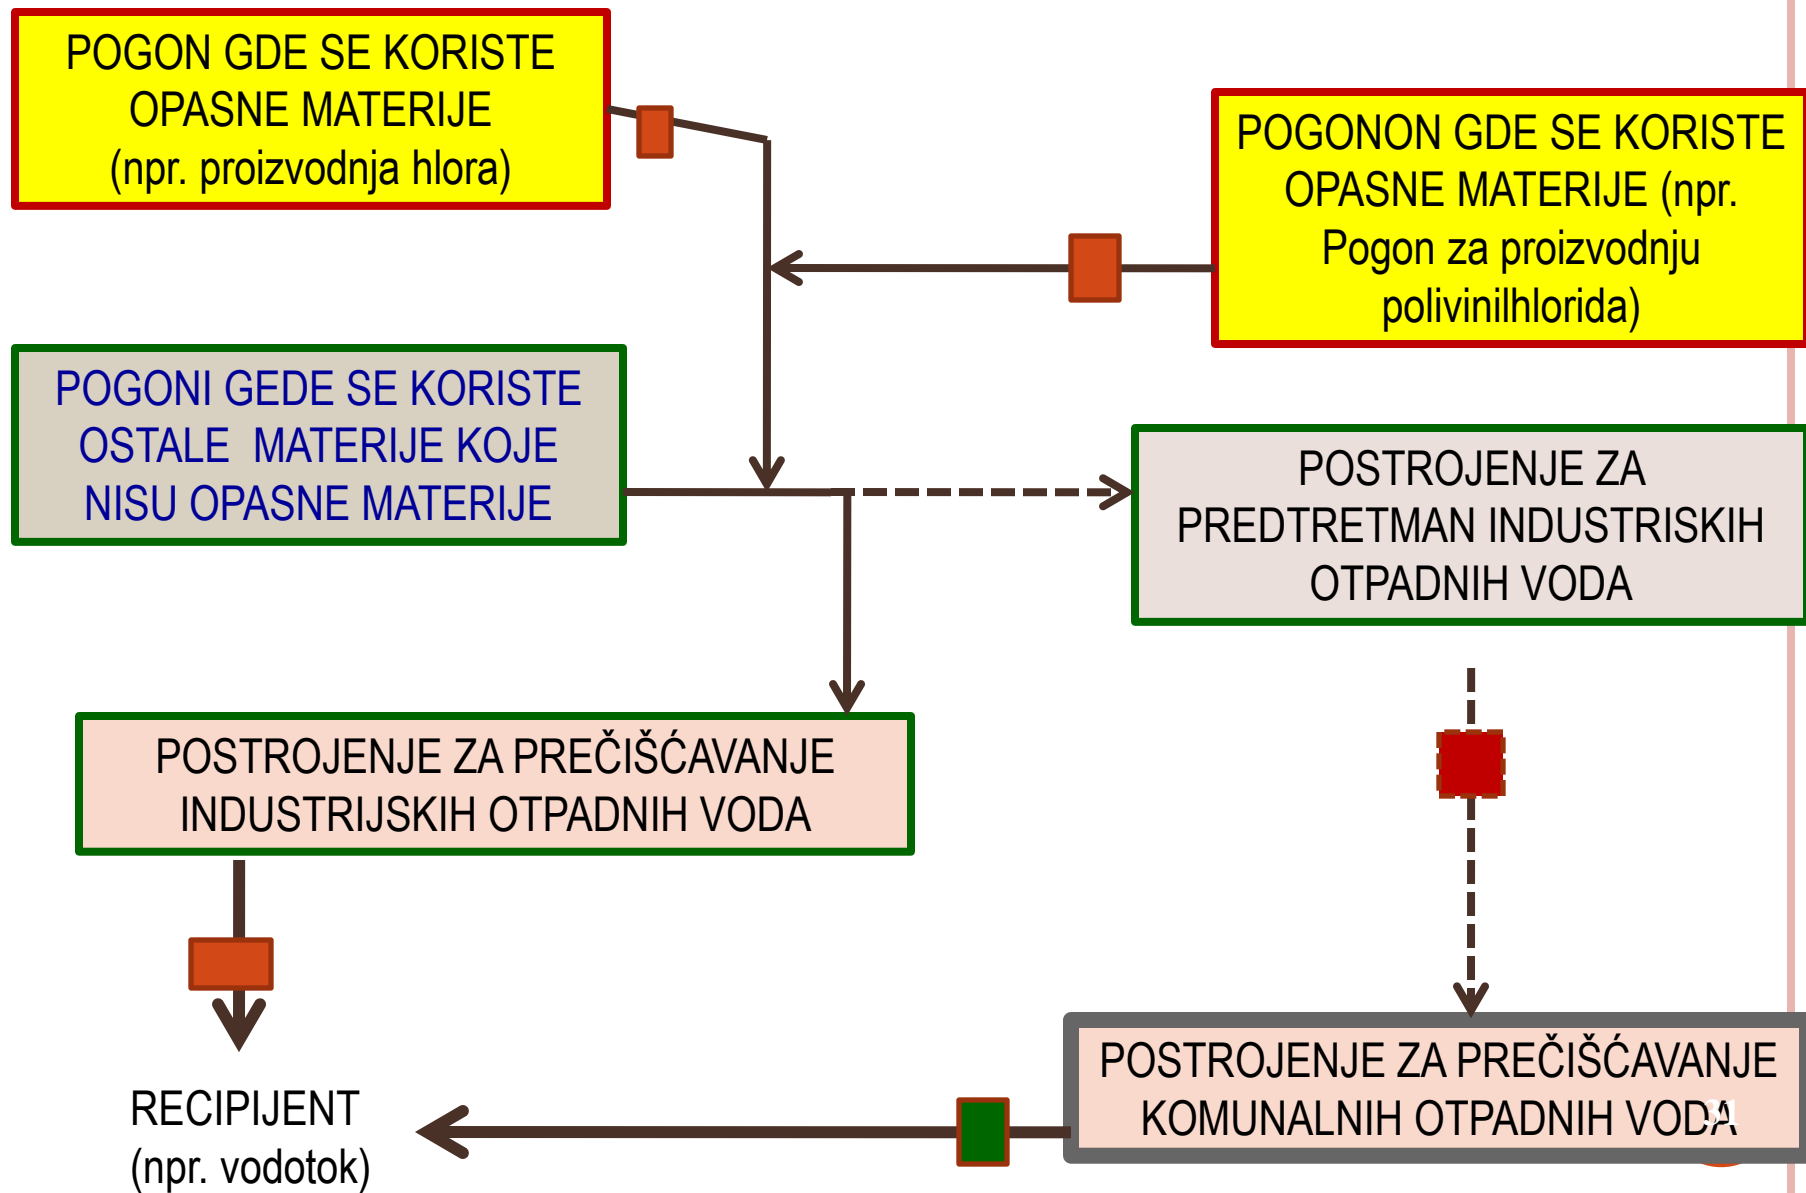 POGON GDE SE KORISTE
OPASNE MATERIJE
(npr. proizvodnja hlora)
POGONON GDE SE KORISTE
OPASNE MATERIJE (npr.
Pogon za proizvodnju
polivinilhlorida)
POGONI GEDE SE KORISTE
OSTALE MATERIJE KOJE
NISU OPASNE MATERIJE
POSTROJENJE ZA
PREDTRETMAN INDUSTRISKIH
OTPADNIH VODA
POSTROJENJE ZA PREČIŠĆAVANJE
INDUSTRIJSKIH OTPADNIH VODA
POSTROJENJE ZA PREČIŠĆAVANJE
KOMUNALNIH OTPADNIH VODA
31
RECIPIJENT
(npr. vodotok)